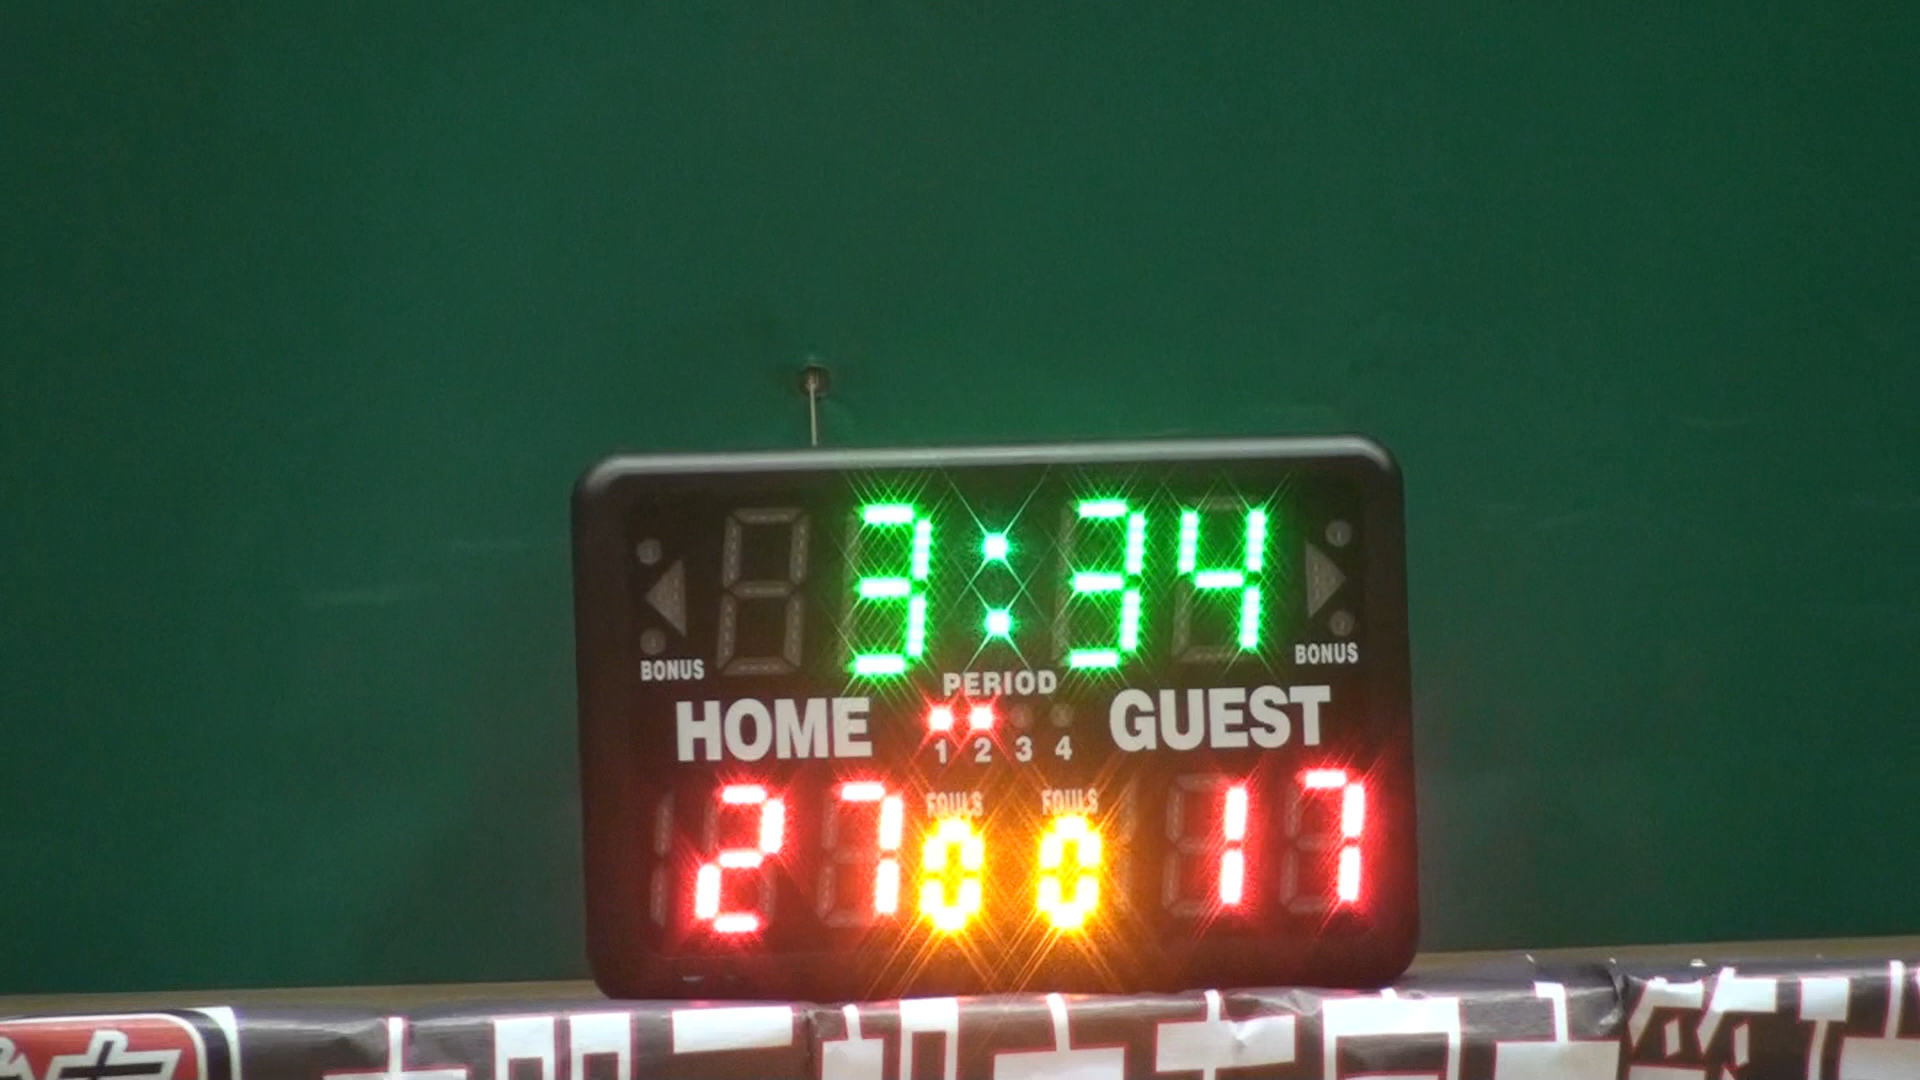 3:34
BONUS PERIOD BONUS
HOME GUEST
1 2 3 4
FOULS FOULS
27 0 0 17